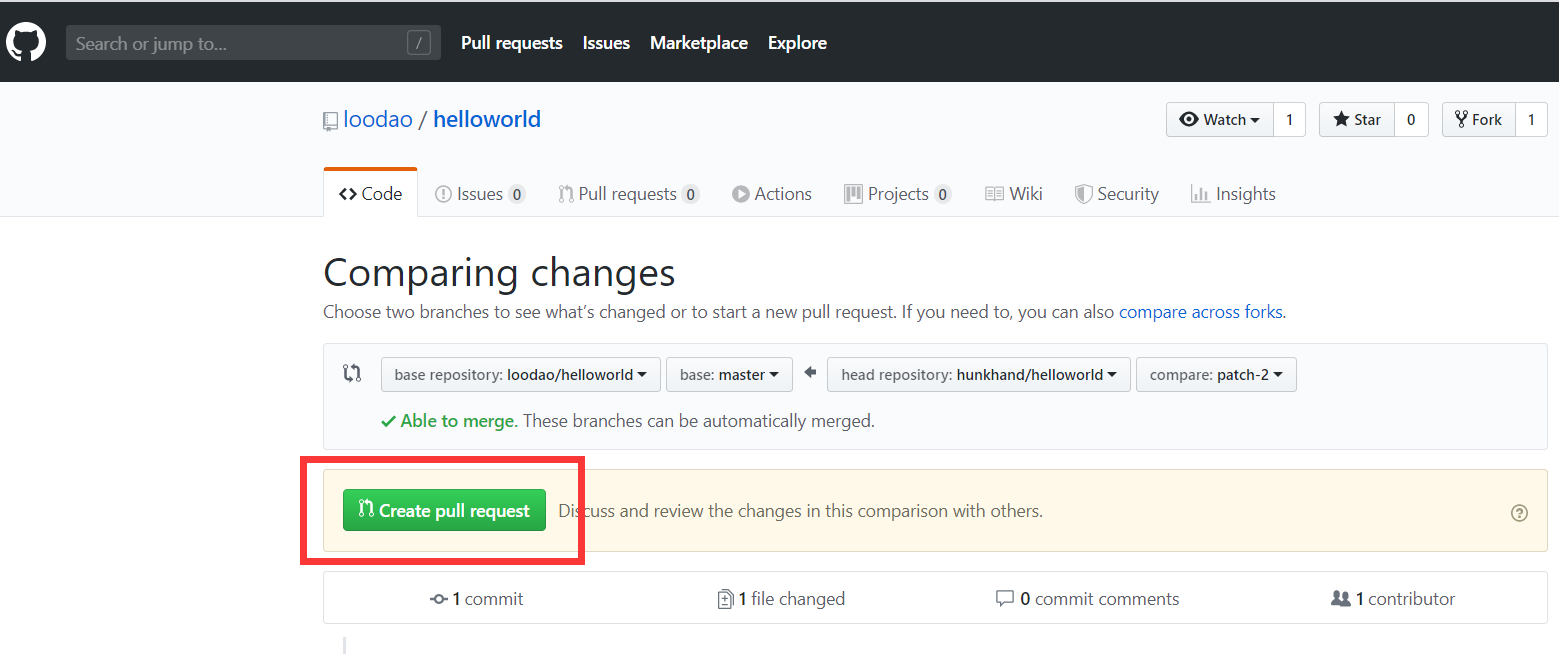 Search or jump to... / Pull requests Issues Marketplace Explore
loodao / helloworld Watch 1 Star 0 Fork 1
Code Issues 0 Pull requests 0 Actions Projects 0 Wiki Security Insights
Comparing changes
Choose two branches to see what’s changed or to start a new pull request. If you need to, you can also compare across forks.
base repository: loodao/helloworld base: master head repository: hunkhand/helloworld compare: patch-2
Able to merge. These branches can be automatically merged.
Create pull request Discuss and review the changes in this comparison with others. ?
1 commit 1 file changed 0 commit comments 1 contributor